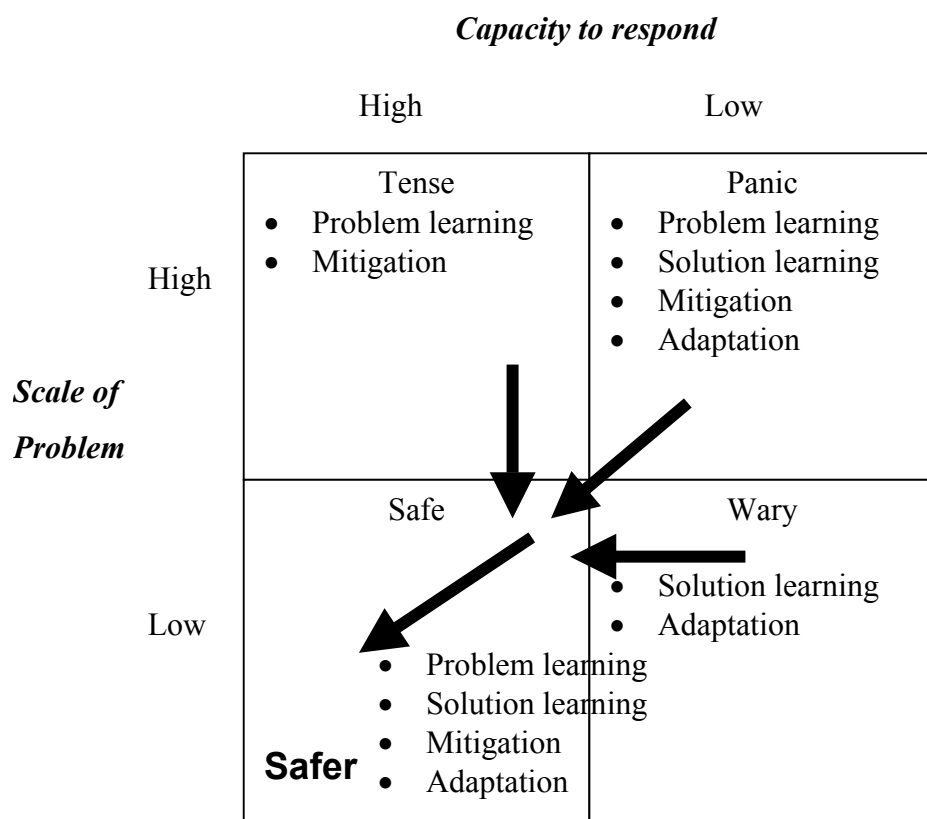 Capacity to respond
High Low
Tense
• Problem learning
• Mitigation
Panic
• Problem learning
• Solution learning
• Mitigation
• Adaptation
High
Scale of
Problem
Safe
• Problem learning
• Solution learning
• Mitigation
• Adaptation
Safer
Wary
• Solution learning
• Adaptation
Low